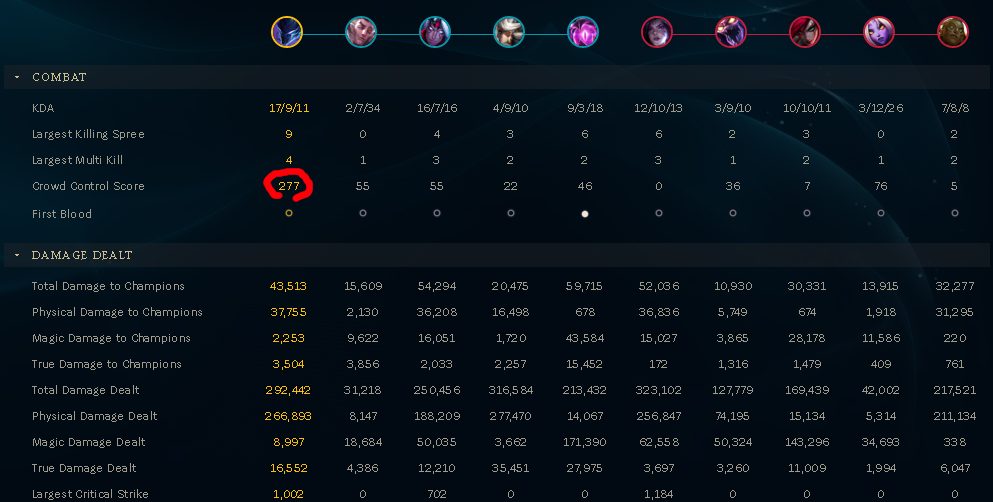 COMBAT
KDA 17/9/11 2/7/34 16/7/16 4/9/10 9/3/18 12/10/13 3/9/10 10/10/11 3/12/26 7/8/8
Largest Killing Spree 9 0 4 3 6 6 2 3 0 2
Largest Multi Kill 4 1 3 2 2 3 1 2 1 2
Crowd Control Score 277 55 55 22 46 0 36 7 76 5
First Blood
DAMAGE DEALT
Total Damage to Champions 43,513 15,609 54,294 20,475 59,715 52,036 10,930 30,331 13,915 32,277
Physical Damage to Champions 37,755 2,130 36,208 16,498 678 36,836 5,749 674 1,918 31,295
Magic Damage to Champions 2,253 9,622 16,051 1,720 43,584 15,027 3,865 28,178 11,586 220
True Damage to Champions 3,504 3,856 2,033 2,257 15,452 172 1,316 1,479 409 761
Total Damage Dealt 292,442 31,218 250,456 316,584 213,432 323,102 127,779 169,439 42,002 217,521
Physical Damage Dealt 266,893 8,147 188,209 277,470 14,067 256,847 74,195 15,134 5,314 211,134
Magic Damage Dealt 8,997 18,684 50,035 3,662 171,390 62,558 50,324 143,296 34,693 338
True Damage Dealt 16,552 4,386 12,210 35,451 27,975 3,697 3,260 11,009 1,994 6,047
Largest Critical Strike 1,002 0 702 0 0 1,184 0 0 0 0